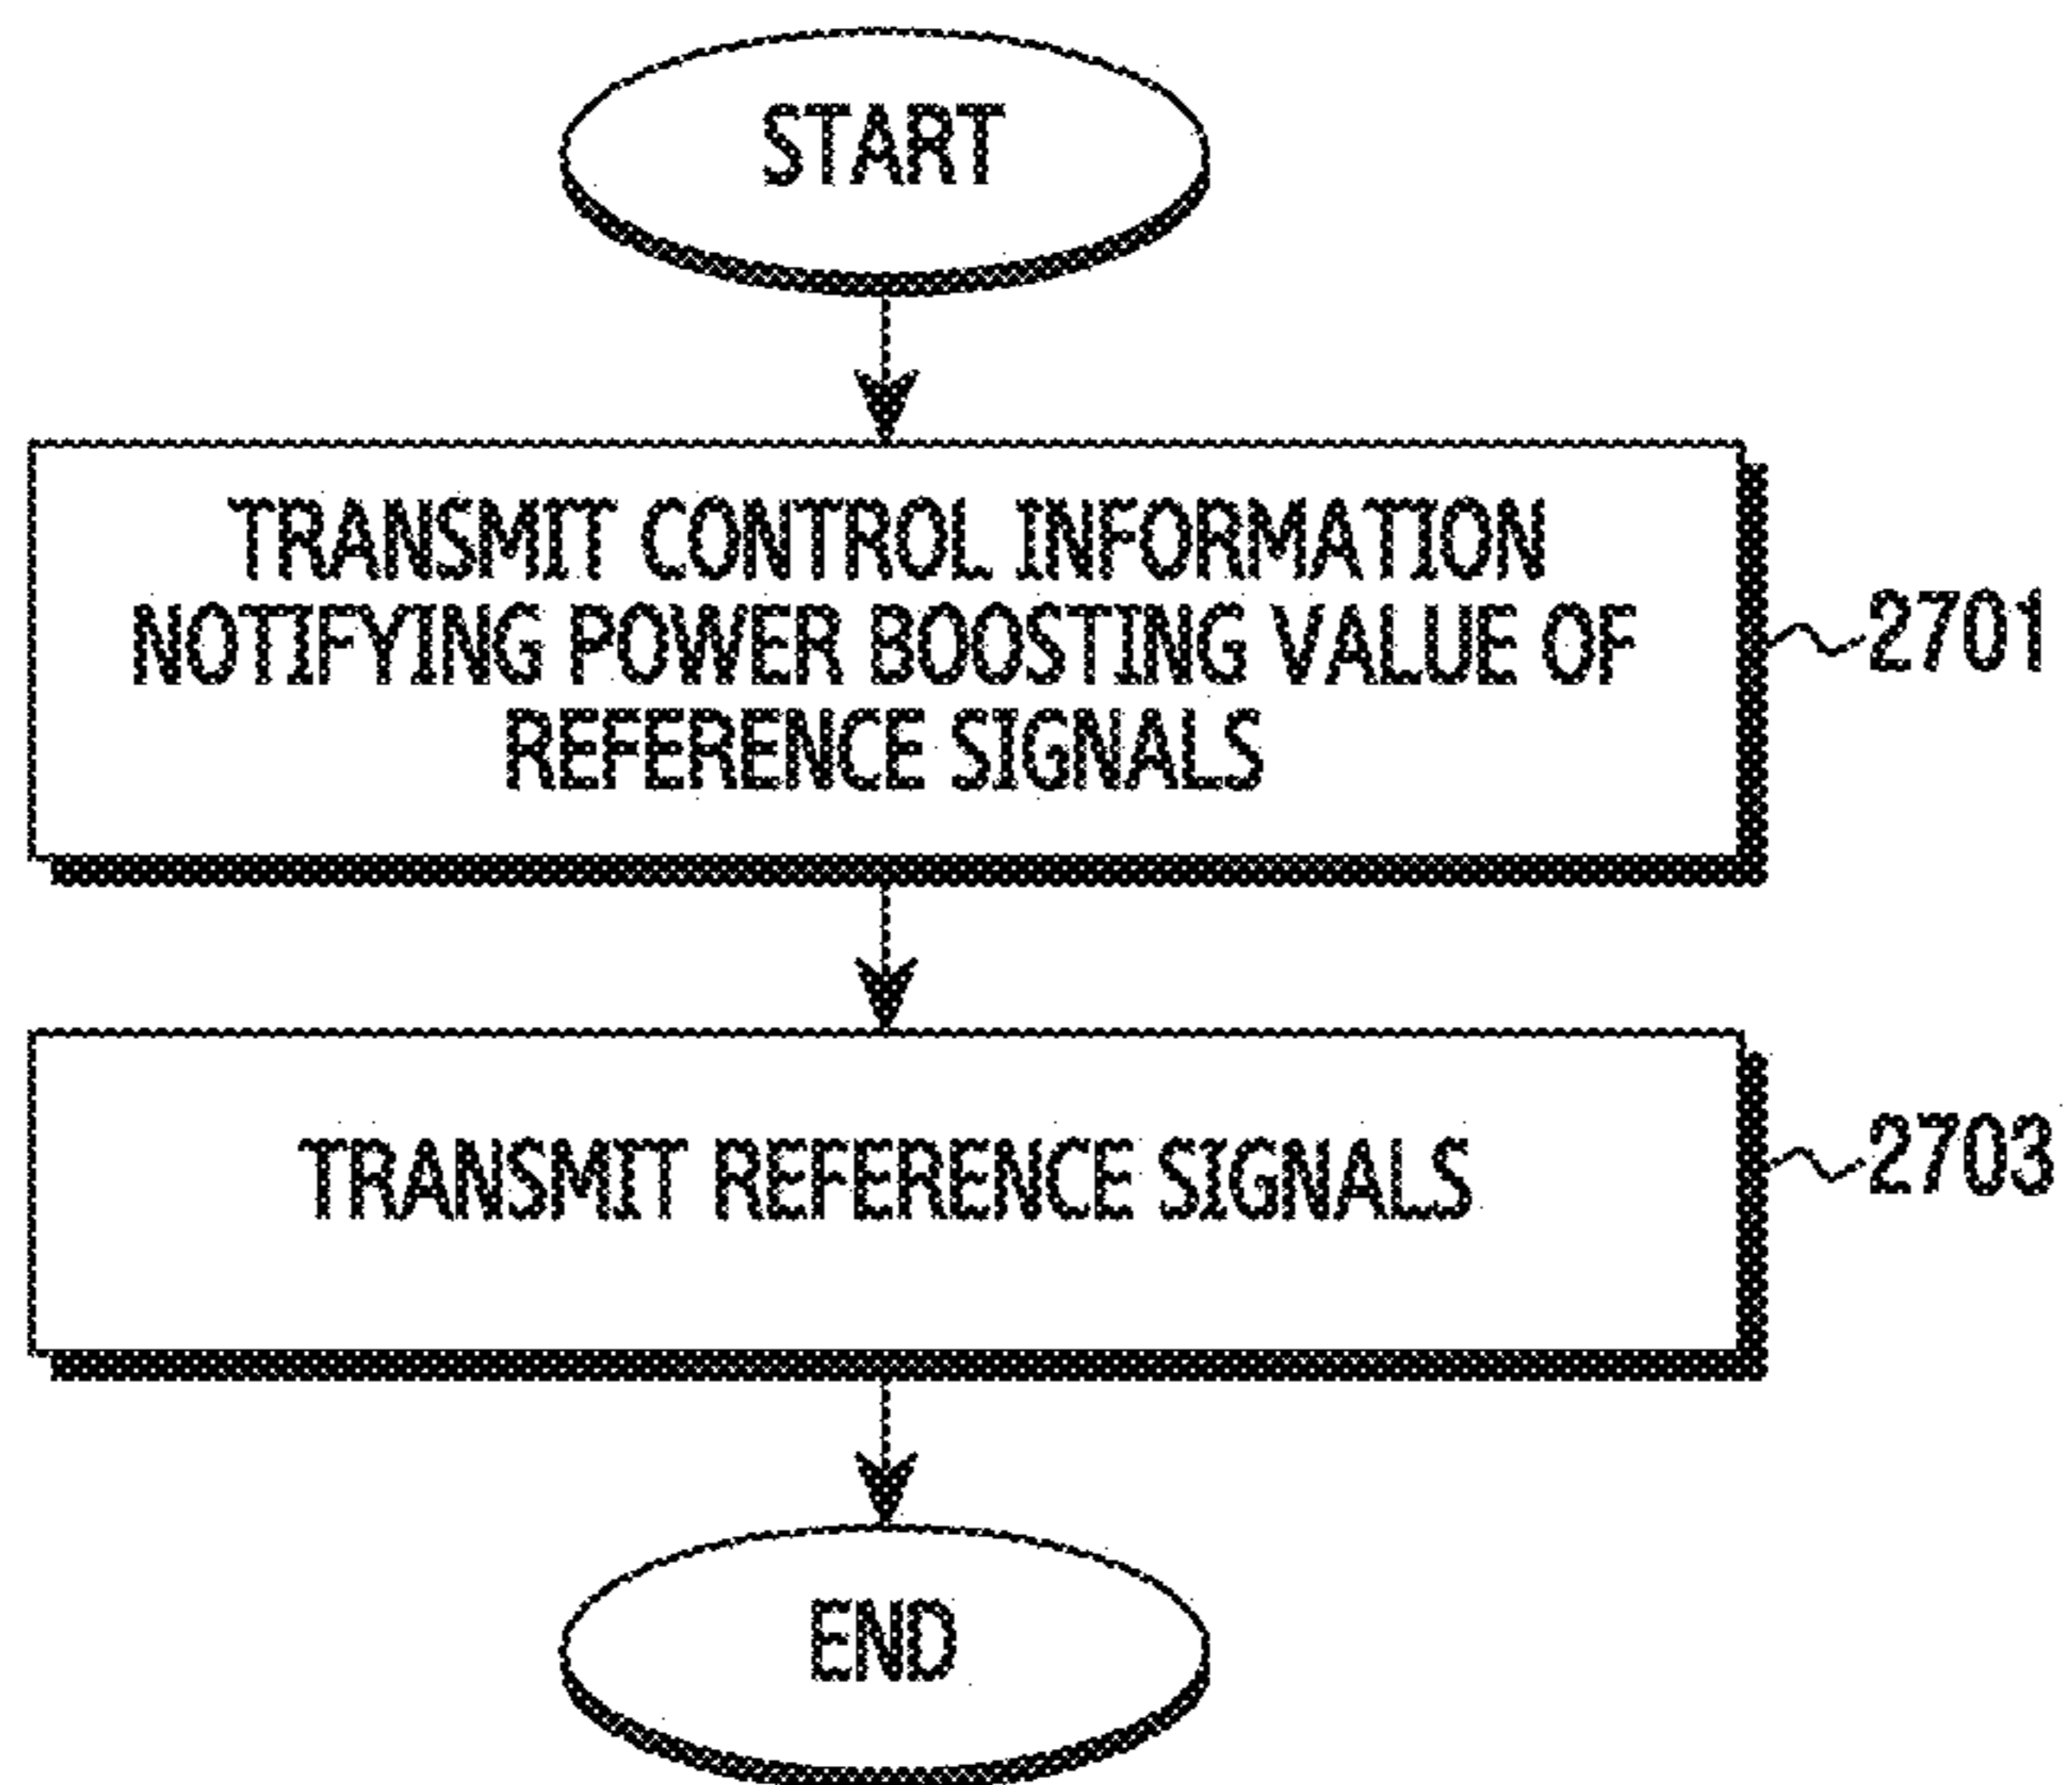 START
TRANSMIT CONTROL INFORMATION
NOTIFYING POWER BOOSTING VALUE OF
REFERENCE SIGNALS
2701
TRANSMIT REFERENCE SIGNALS
2703
END